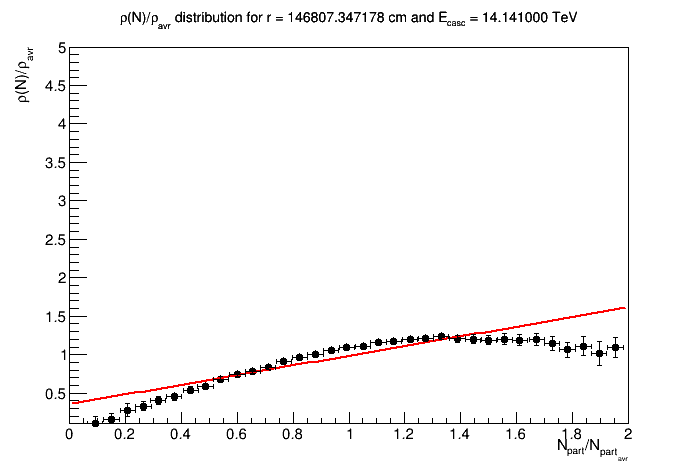 ρ(N)/ρavr distribution for r = 146807.347178 cm and Ecasc = 14.141000 TeV
ρ(N)/ρavr
5
4.5
4
3.5
3
2.5
2
1.5
1
0.5
0 0.2 0.4 0.6 0.8 1 1.2 1.4 1.6 1.8 2
Npart/Npartavr